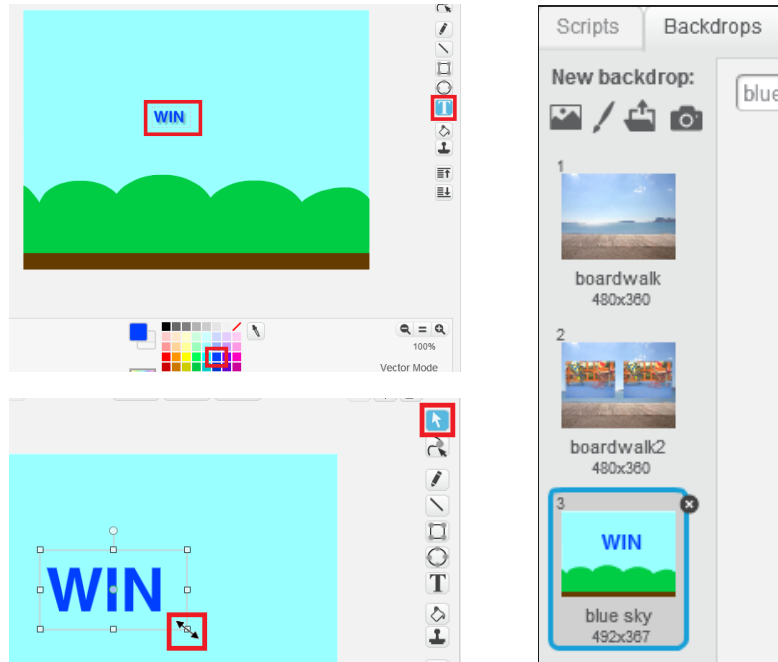 WIN
T
100%
Vector Mode
WIN
T
Scripts
Backdrops
New backdrop:
blue
1
boardwalk
480x360
2
boardwalk2
480x360
3
WIN
blue sky
492x367